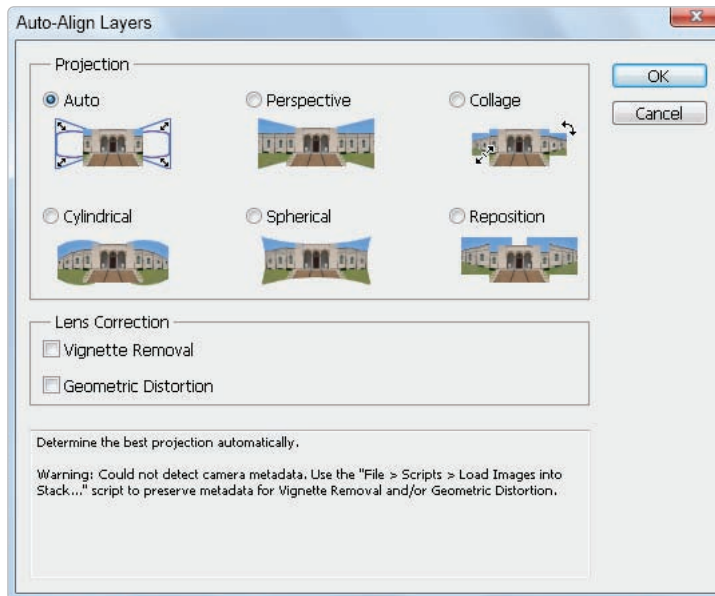 Auto-Align Layers
Projection
Auto
Perspective
Collage
Cylindrical
Spherical
Reposition
OK
Cancel
Lens Correction
Vignette Removal
Geometric Distortion
Determine the best projection automatically.
Warning: Could not detect camera metadata. Use the "File > Scripts > Load Images into
Stack..." script to preserve metadata for Vignette Removal and/or Geometric Distortion.